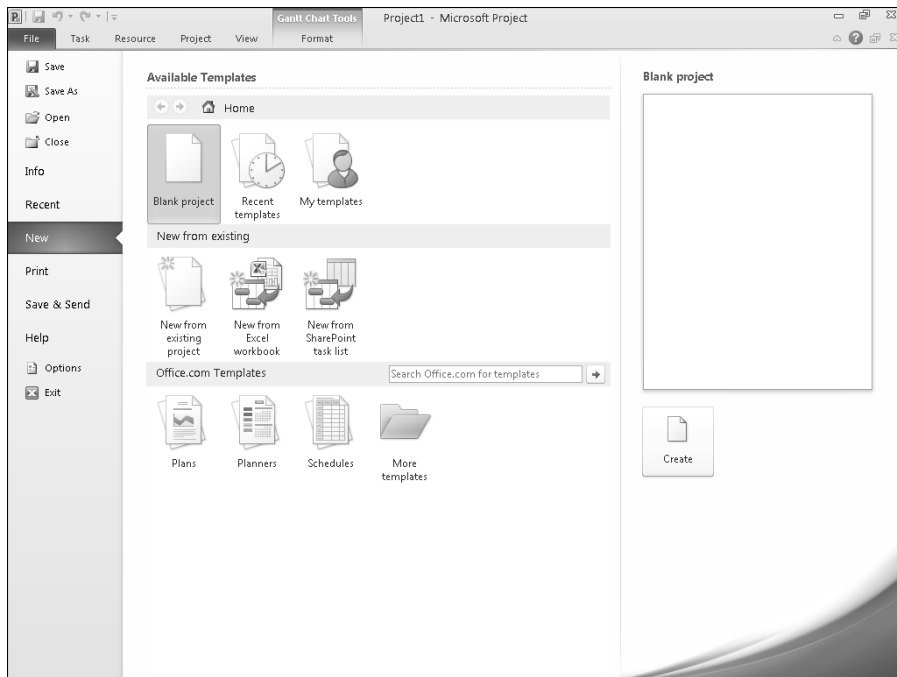 Gantt Chart Tools
Project1 - Microsoft Project
File Task Resource Project View Format
Save
Save As
Open
Close
Info
Recent
New
Print
Save & Send
Help
Options
Exit
Available Templates
Home
Blank project
Recent
templates
My templates
New from existing
New from
existing
project
New from
Excel
workbook
New from
SharePoint
task list
Office.com Templates
Search Office.com for templates
Plans
Planners
Schedules
More
templates
Blank project
Create